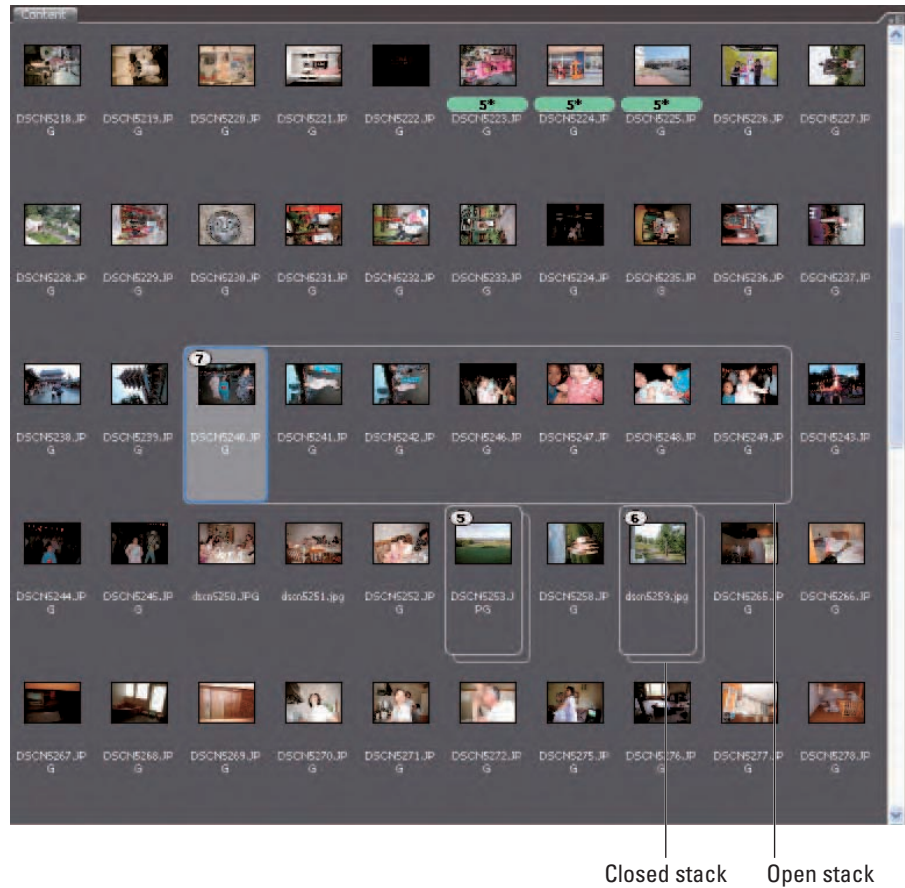 Content
5* 5* 5*
DSCN5218.JP DSCN5219.JP DSCN5220.JP DSCN5221.JP DSCN5222.JP DSCN5223.JP DSCN5224.JP DSCN5225.JP DSCN5226.JP DSCN5227.JP
G G G G G G G G G G
DSCN5228.JP DSCN5229.JP DSCN5230.JP DSCN5231.JP DSCN5232.JP DSCN5233.JP DSCN5234.JP DSCN5235.JP DSCN5236.JP DSCN5237.JP
G G G G G G G G G G
7
DSCN5238.JP DSCN5239.JP DSCN5240.JP DSCN5241.JP DSCN5242.JP DSCN5246.JP DSCN5247.JP DSCN5248.JP DSCN5249.JP DSCN5243.JP
G G G G G G G G G G
5 6
DSCN5244.JP DSCN5245.JP dscn5250.JPG dscn5251.jpg DSCN5252.JP DSCN5253.J DSCN5258.JP dscn5259.jpg DSCN5265.JP DSCN5266.JP
G G G PG G G G
DSCN5267.JP DSCN5268.JP DSCN5269.JP DSCN5270.JP DSCN5271.JP DSCN5272.JP DSCN5275.JP DSCN5276.JP DSCN5277.JP DSCN5278.JP
G G G G G G G G G G
Closed stack Open stack